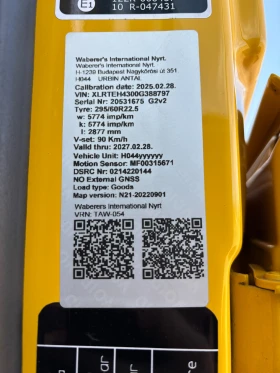 E1
10 R-047431
Waberer's International Nyrt.
Waberer's International Nyrt.
H-1239 Budapest Nagykőrösi út 351
H044 URBIN ANTAL
Calibration date: 2025.02.28.
VIN: XLRTEH4300G388797
Serial Nr: 20531675 G2v2
Tyre: 295/60R22.5
w: 5774 imp/km
k: 5774 imp/km
l: 2877 mm
V-set: 90 Km/h
Valid thru: 2027.02.28.
Vehicle Unit: H044yyyyyy
Motion Sensor: MF00315671
DSRC Nr: 0214220144
NO External GNSS
Load type: Goods
Map version: N21-20220901
Waberers International Nyrt
VRN: TAW-054